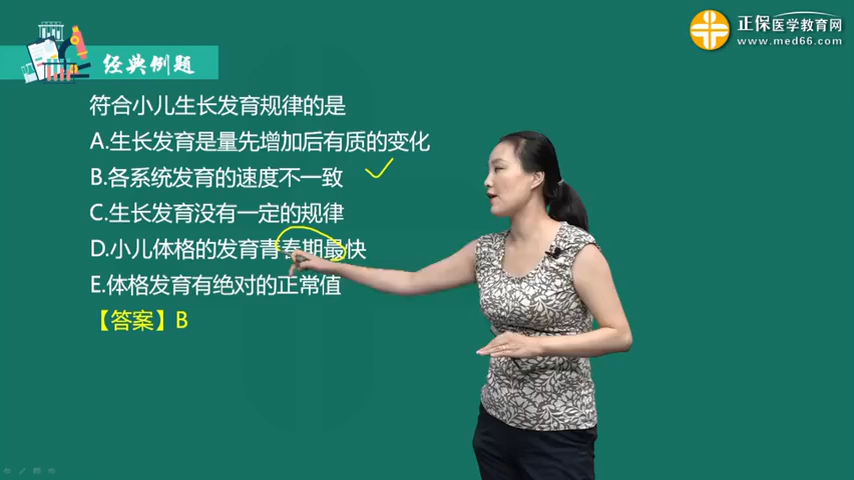 正保医学教育网
www.med66.com
经典例题
符合小儿生长发育规律的是
A.生长发育是量先增加后有质的变化
B.各系统发育的速度不一致
C.生长发育没有一定的规律
D.小儿体格的发育青春期最快
E.体格发育有绝对的正常值
【答案】B